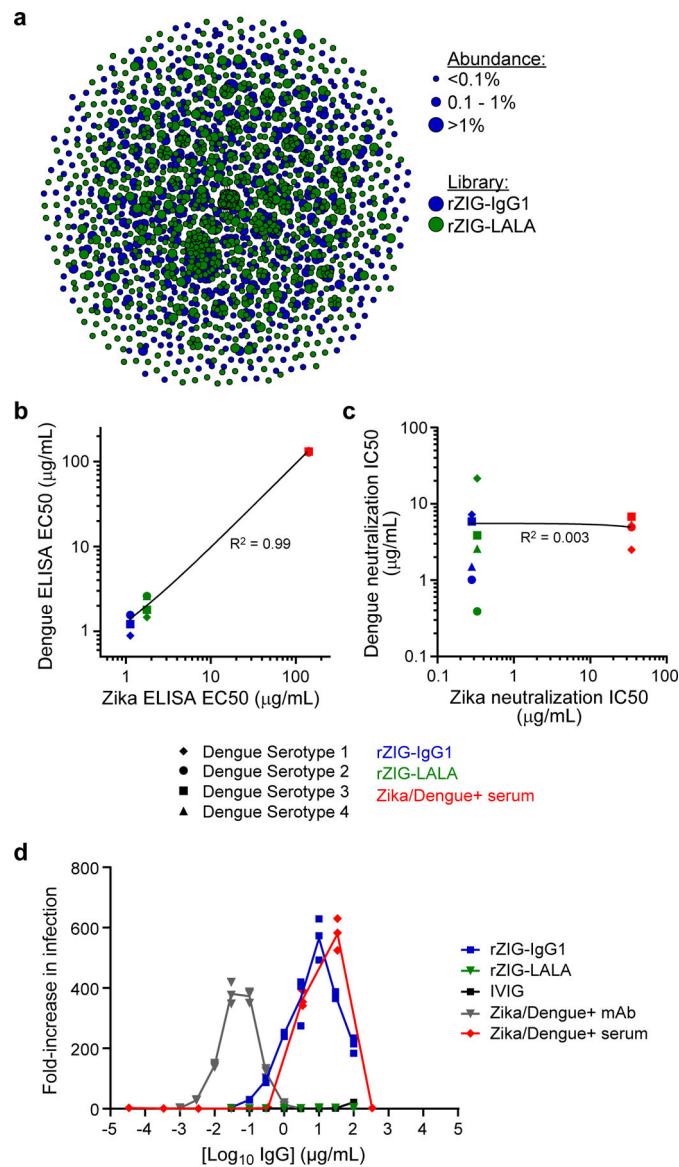 a
Abundance:
<0.1%
0.1 - 1%
>1%
Library:
rZIG-IgG1
rZIG-LALA
b
Dengue ELISA EC50 (μg/mL)
100
10
1
R² = 0.99
1
10
100
Zika ELISA EC50 (μg/mL)
c
Dengue neutralization IC50
(μg/mL)
100
10
1
0.1
R² = 0.003
0.1
1
10
100
Zika neutralization IC50
(μg/mL)
Dengue Serotype 1
Dengue Serotype 2
Dengue Serotype 3
Dengue Serotype 4
rZIG-IgG1
rZIG-LALA
Zika/Dengue+ serum
d
Fold-increase in infection
800
600
400
200
0
-5
-4
-3
-2
-1
0
1
2
3
4
5
[Log₁₀ IgG] (μg/mL)
rZIG-IgG1
rZIG-LALA
IVIG
Zika/Dengue+ mAb
Zika/Dengue+ serum